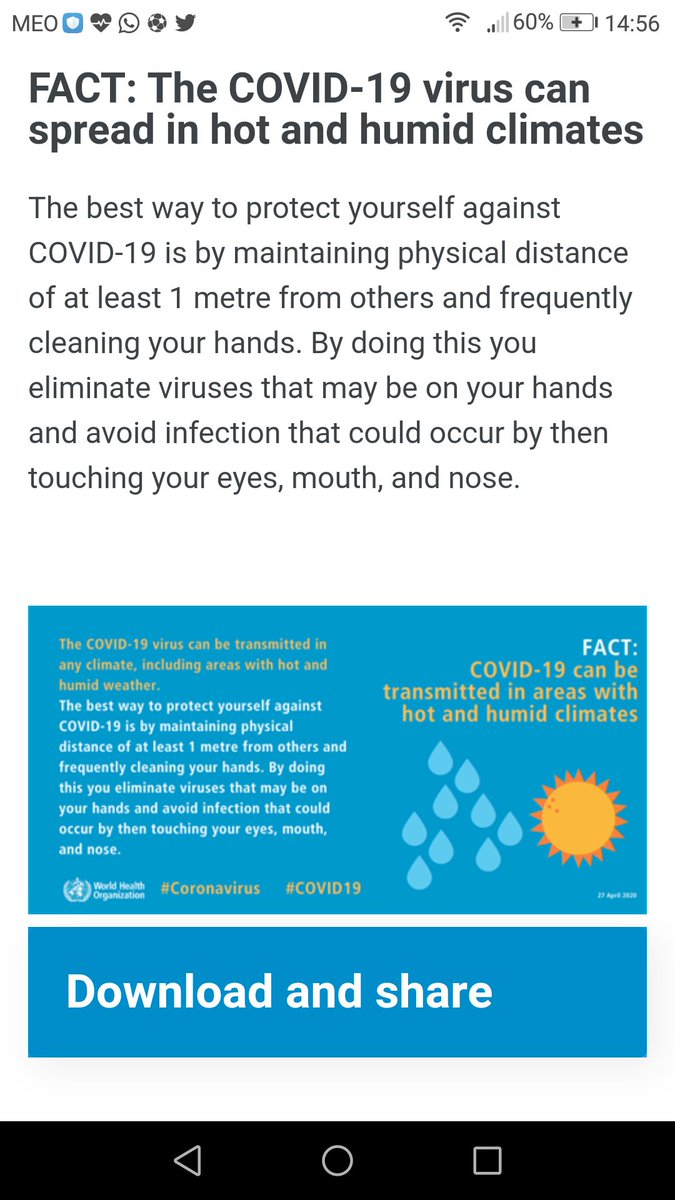 MEO 60% 14:56
FACT: The COVID-19 virus can
spread in hot and humid climates
The best way to protect yourself against
COVID-19 is by maintaining physical distance
of at least 1 metre from others and frequently
cleaning your hands. By doing this you
eliminate viruses that may be on your hands
and avoid infection that could occur by then
touching your eyes, mouth, and nose.
The COVID-19 virus can be transmitted in
any climate, including areas with hot and
humid weather.
The best way to protect yourself against
COVID-19 is by maintaining physical
distance of at least 1 metre from others and
frequently cleaning your hands. By doing
this you eliminate viruses that may be on
your hands and avoid infection that could
occur by then touching your eyes, mouth,
and nose.
FACT:
COVID-19 can be
transmitted in areas with
hot and humid climates
World Health
Organization
#Coronavirus #COVID19
27 April 2020
Download and share